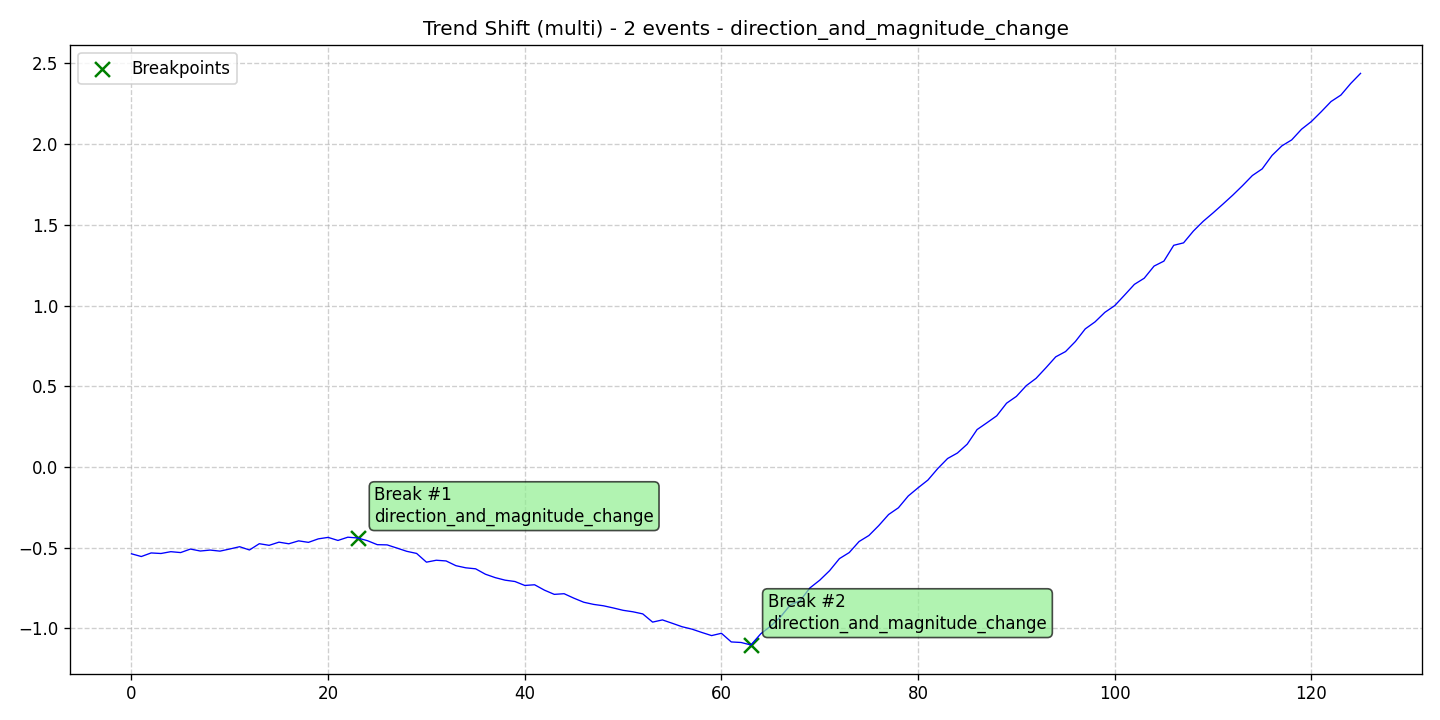 Trend Shift (multi) - 2 events - direction_and_magnitude_change
Breakpoints
2.5
2.0
1.5
1.0
0.5
0.0
−0.5
−1.0
Break #1
direction_and_magnitude_change
Break #2
direction_and_magnitude_change
0 20 40 60 80 100 120